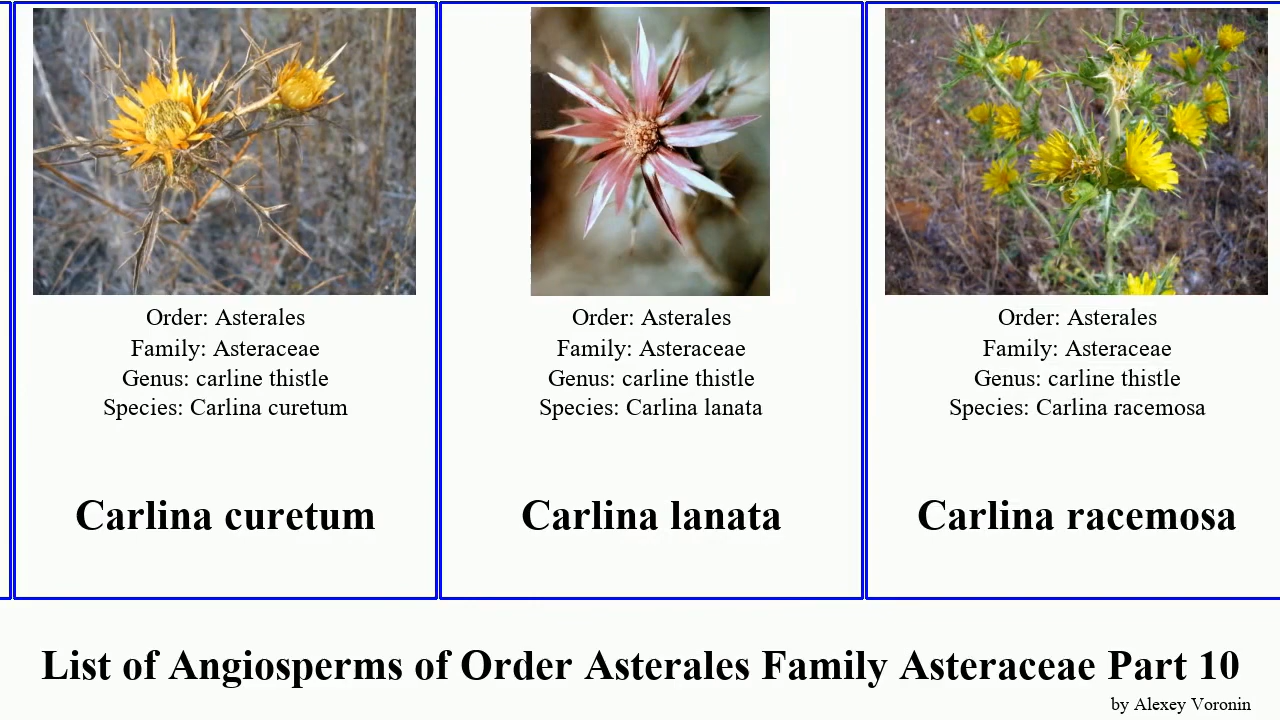 Order: Asterales
Family: Asteraceae
Genus: carline thistle
Species: Carlina curetum
Carlina curetum
Order: Asterales
Family: Asteraceae
Genus: carline thistle
Species: Carlina lanata
Carlina lanata
Order: Asterales
Family: Asteraceae
Genus: carline thistle
Species: Carlina racemosa
Carlina racemosa
List of Angiosperms of Order Asterales Family Asteraceae Part 10
by Alexey Voronin